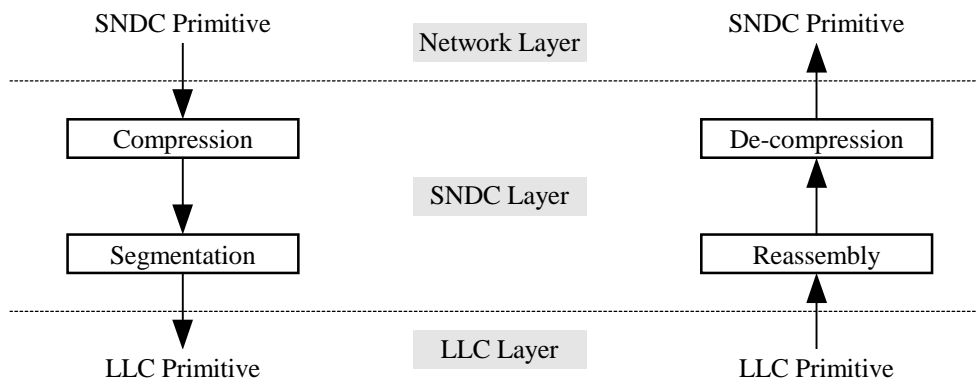 SNDC Primitive
Network Layer
SNDC Primitive
Compression
De-compression
SNDC Layer
Segmentation
Reassembly
LLC Primitive
LLC Layer
LLC Primitive